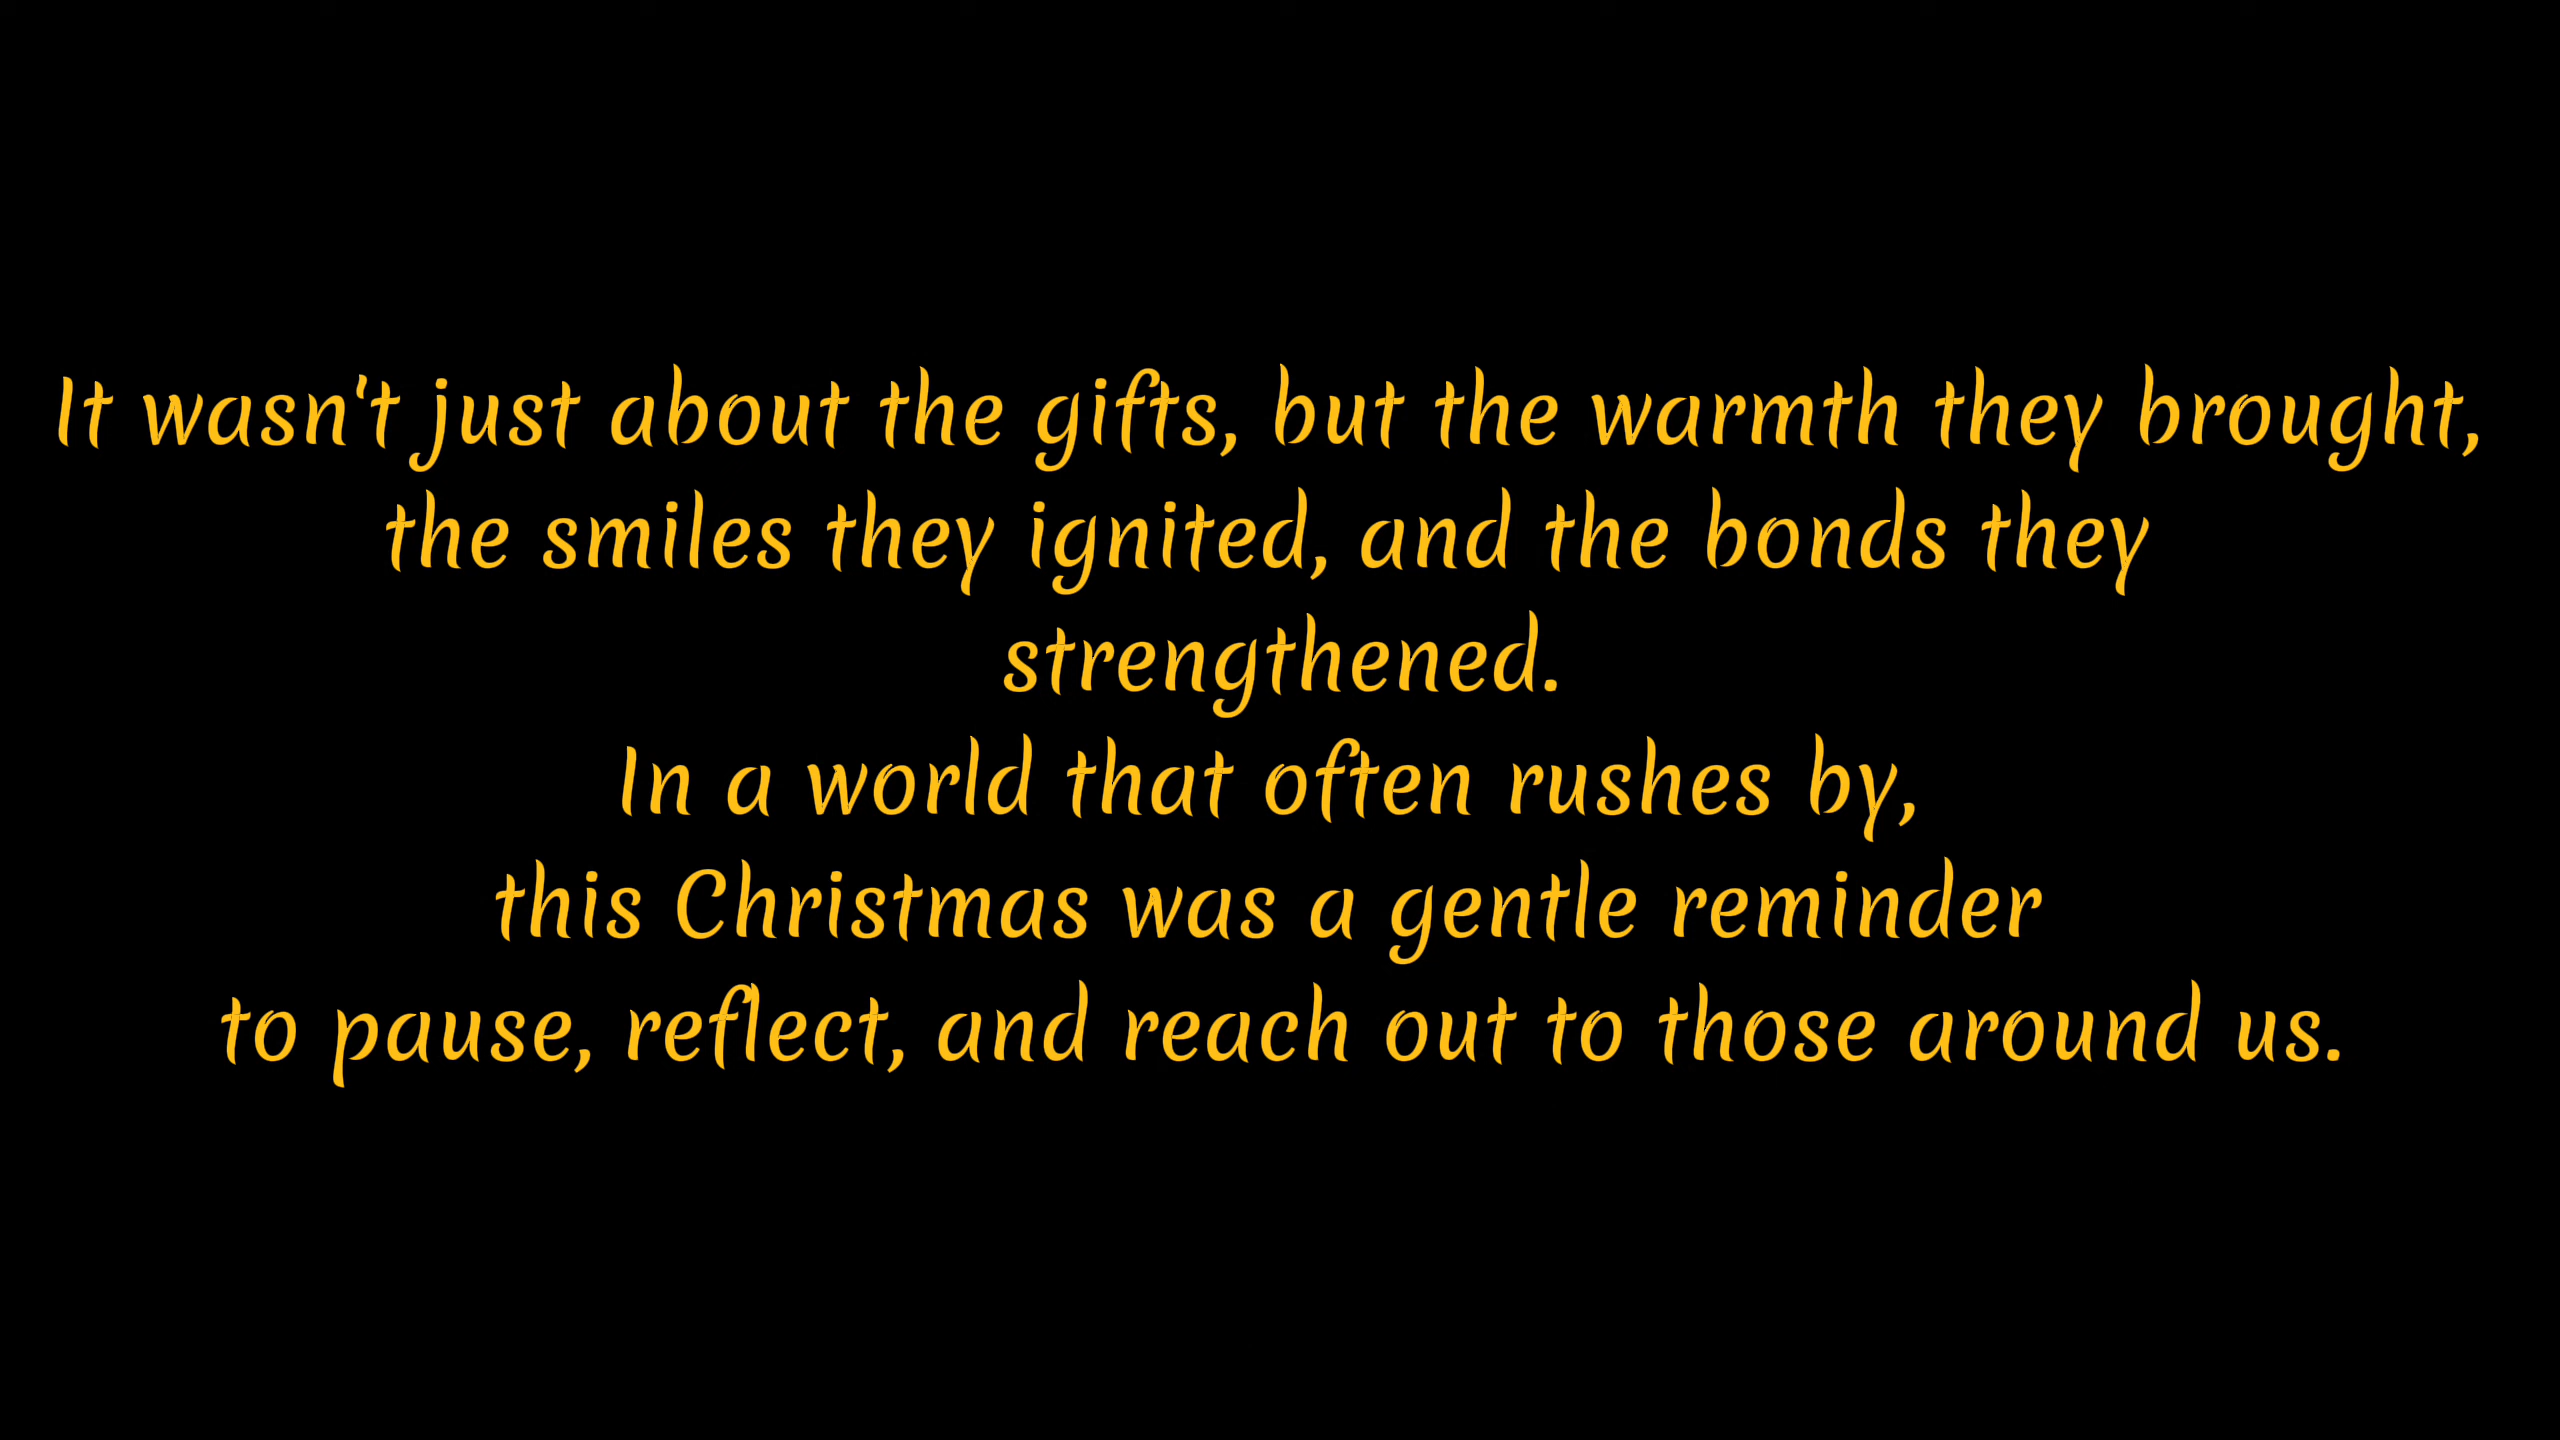 It wasn't just about the gifts, but the warmth they brought,
the smiles they ignited, and the bonds they
strengthened.
In a world that often rushes by,
this Christmas was a gentle reminder
to pause, reflect, and reach out to those around us.